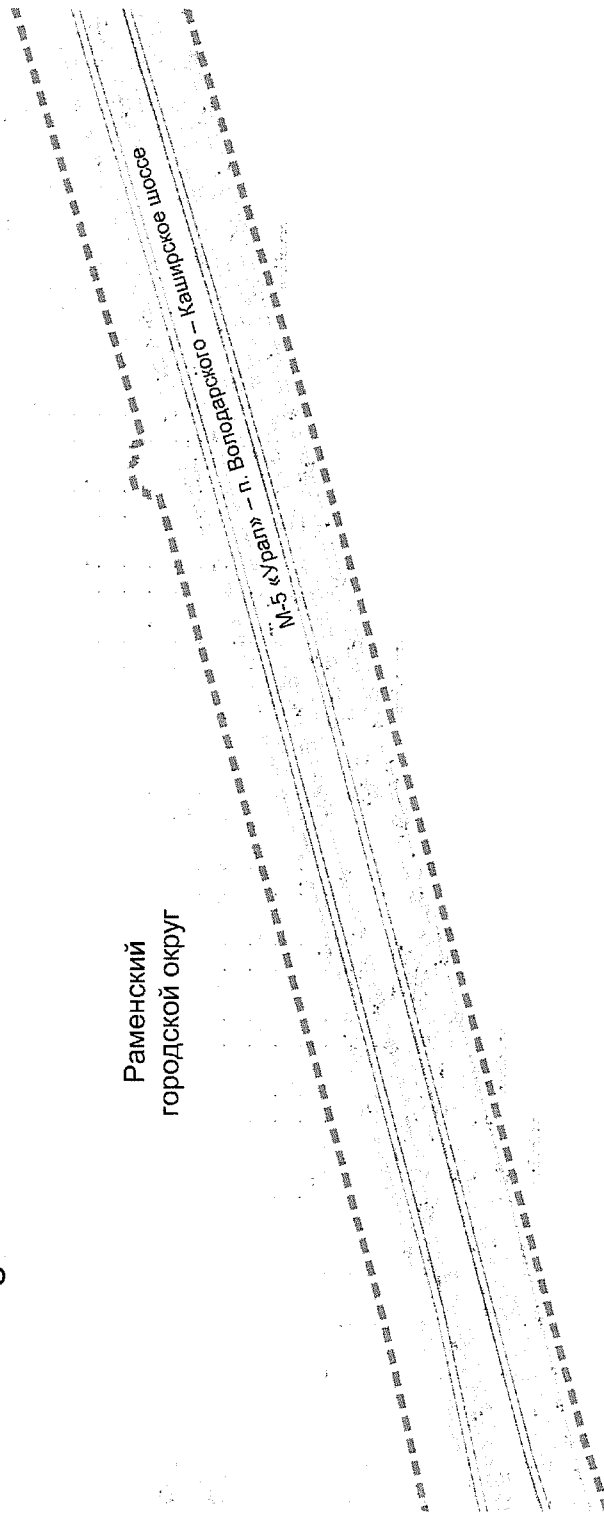 Раменский
городской округ
М-5 «Урал» – п. Володарского – Каширское шоссе